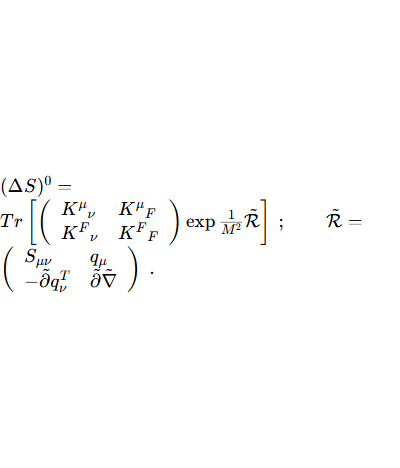 (ΔS)⁰ =
Tr [ ( K^μ_ν K^μ_F ; K^F_ν K^F_F ) exp 1/M² R̃ ] ; R̃ =
( S_μν q_μ ; −∂̃q^T_ν ∂̃∇̃ ) .